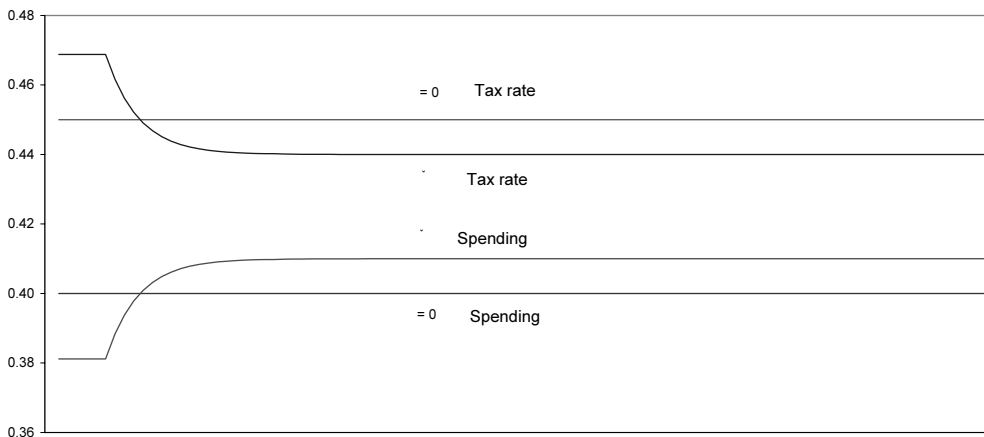 0.48
0.46
= 0 Tax rate
0.44
ˇ Tax rate
0.42
ˇ Spending
0.40
= 0 Spending
0.38
0.36